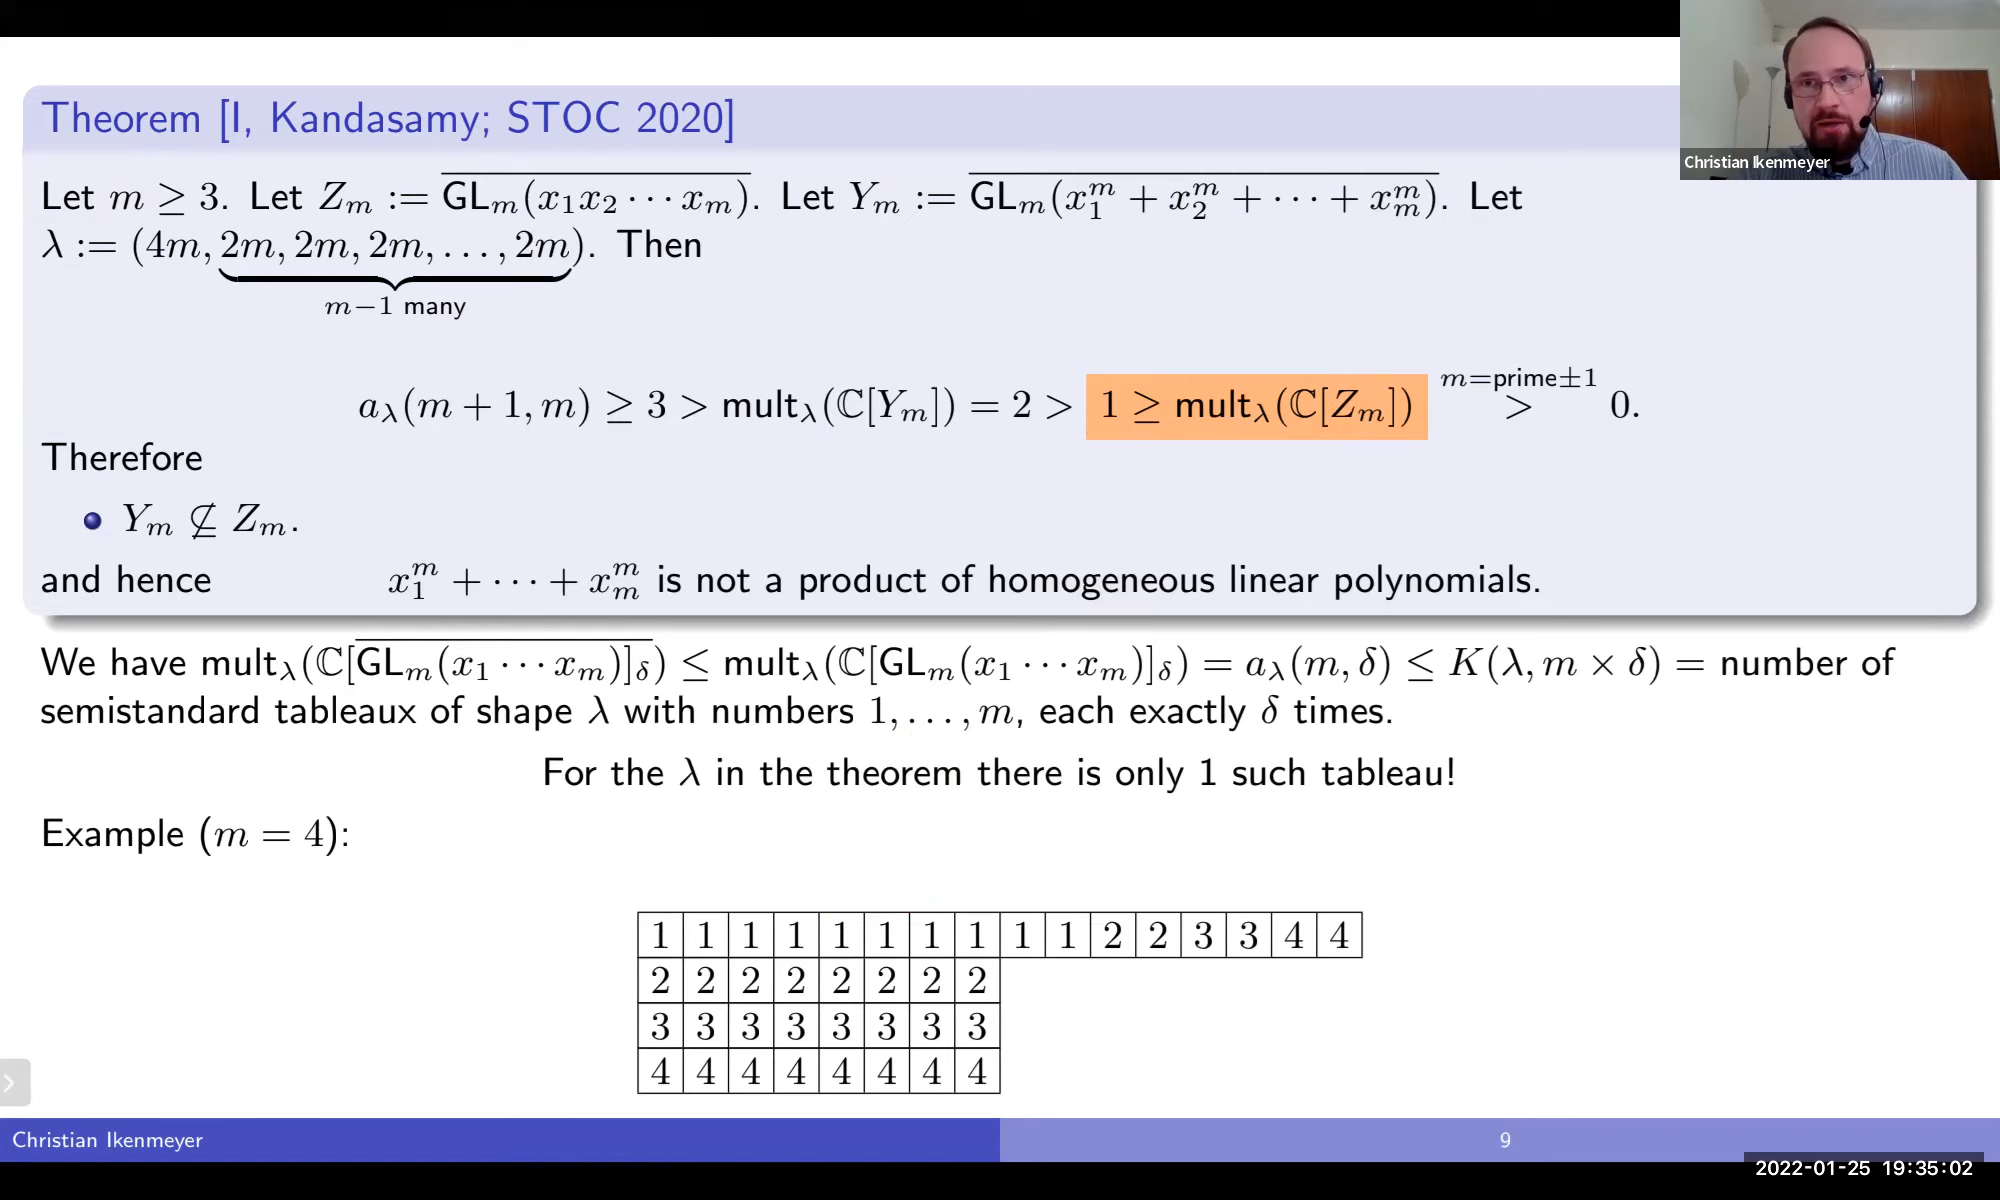 Theorem [I, Kandasamy; STOC 2020]
Christian Ikenmeyer
Let m ≥ 3. Let Z_m := \overline{GL_m(x_1x_2 ⋯ x_m)}. Let Y_m := \overline{GL_m(x_1^m + x_2^m + ⋯ + x_m^m)}. Let
λ := (4m, 2m, 2m, 2m, …, 2m). Then
m−1 many
a_λ(m + 1, m) ≥ 3 > mult_λ(ℂ[Y_m]) = 2 > 1 ≥ mult_λ(ℂ[Z_m]) \overset{m=prime±1}{>} 0.
Therefore
• Y_m ⊈ Z_m.
and hence x_1^m + ⋯ + x_m^m is not a product of homogeneous linear polynomials.
We have mult_λ(ℂ[\overline{GL_m(x_1 ⋯ x_m)]_δ}) ≤ mult_λ(ℂ[GL_m(x_1 ⋯ x_m)]_δ) = a_λ(m, δ) ≤ K(λ, m × δ) = number of
semistandard tableaux of shape λ with numbers 1, …, m, each exactly δ times.
For the λ in the theorem there is only 1 such tableau!
Example (m = 4):
1 1 1 1 1 1 1 1 1 1 2 2 3 3 4 4
2 2 2 2 2 2 2 2
3 3 3 3 3 3 3 3
4 4 4 4 4 4 4 4
Christian Ikenmeyer
9
2022-01-25 19:35:02